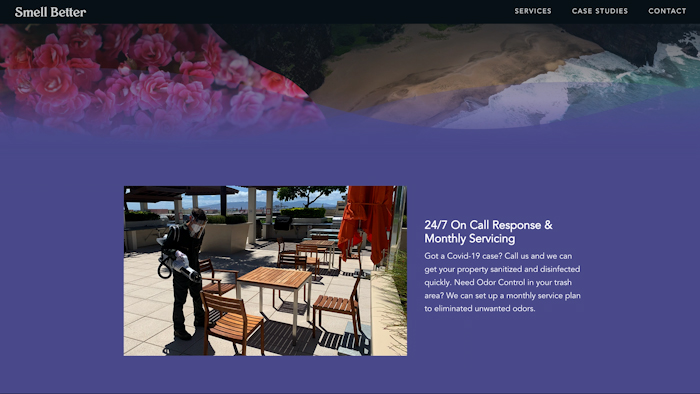 Smell Better
SERVICES CASE STUDIES CONTACT
24/7 On Call Response &
Monthly Servicing
Got a Covid-19 case? Call us and we can
get your property sanitized and disinfected
quickly. Need Odor Control in your trash
area? We can set up a monthly service plan
to eliminated unwanted odors.